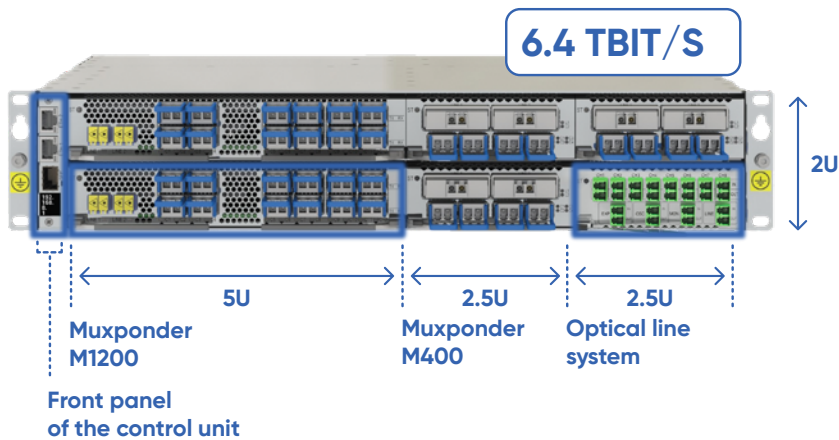 6.4 TBIT/S
2U
5U
2.5U
2.5U
Muxponder
M1200
Muxponder
M400
Optical line
system
Front panel
of the control unit